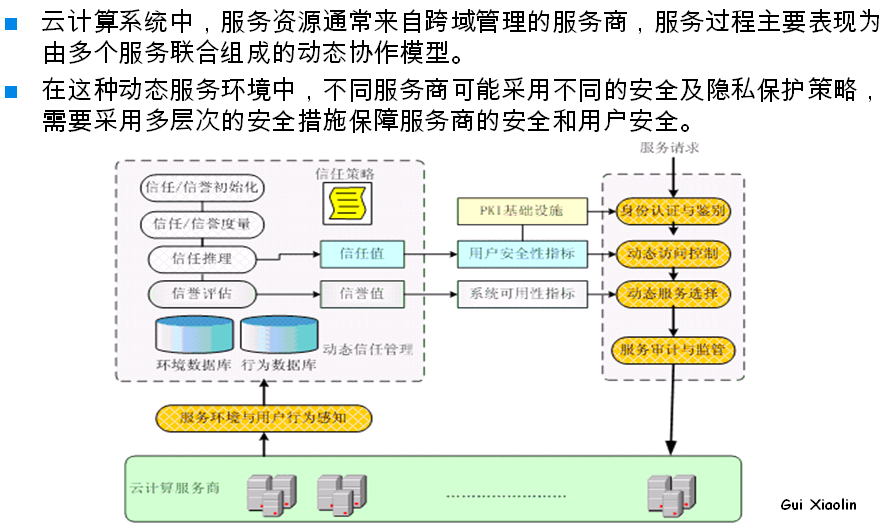 云计算系统中，服务资源通常来自跨域管理的服务商，服务过程主要表现为
由多个服务联合组成的动态协作模型。
在这种动态服务环境中，不同服务商可能采用不同的安全及隐私保护策略，
需要采用多层次的安全措施保障服务商的安全和用户安全。
服务请求
信任/信誉初始化
信任策略
信任/信誉度量
PKI基础设施
身份认证与鉴别
信任推理
信任值
用户安全性指标
动态访问控制
信誉评估
信誉值
系统可用性指标
动态服务选择
动态信任管理
服务审计与监管
环境数据库
行为数据库
服务环境与用户行为感知
云计算服务商
......................
Gui Xiaolin